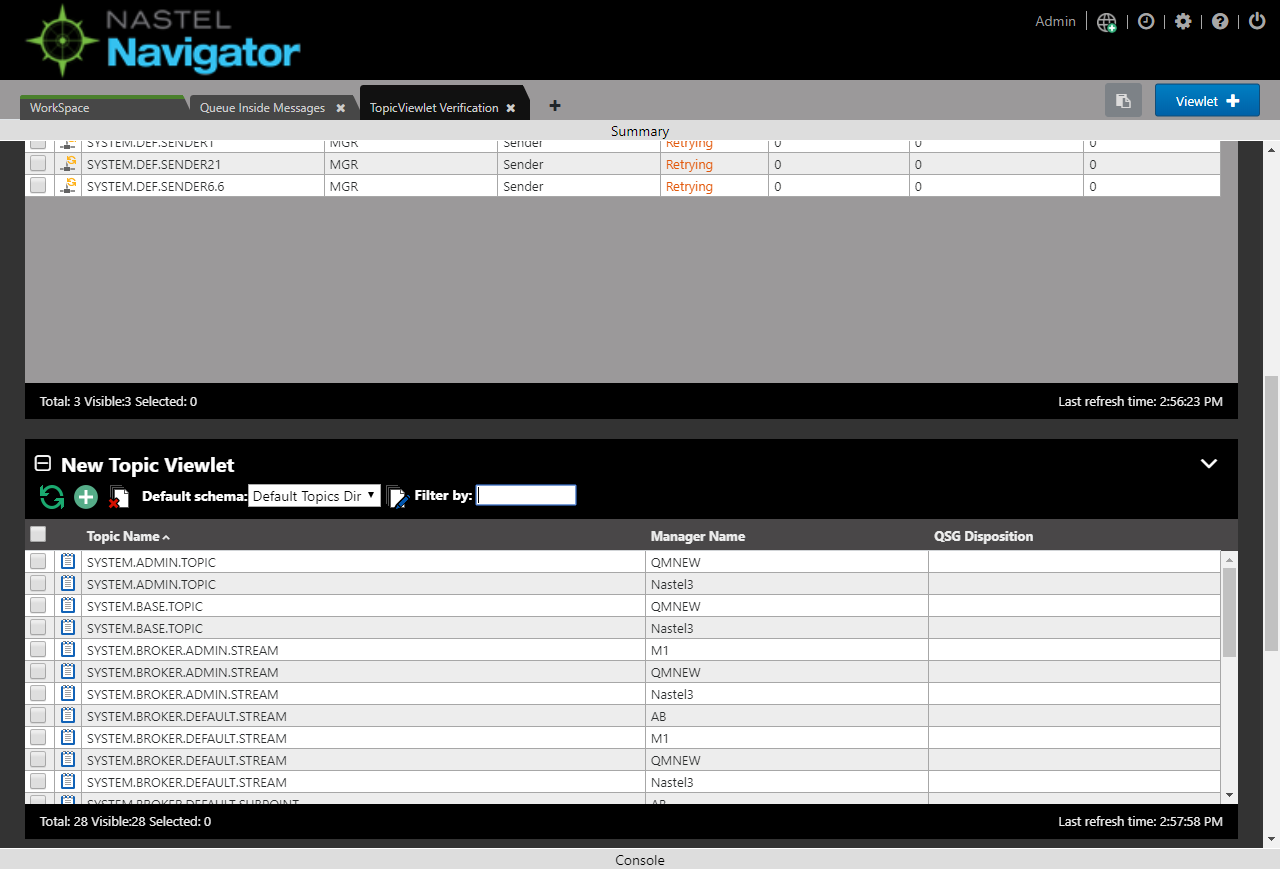 NASTEL
Navigator
Admin
WorkSpace
Queue Inside Messages
TopicViewlet Verification
Viewlet
Summary
SYSTEM.DEF.SENDER1 MGR Sender Retrying 0 0 0
SYSTEM.DEF.SENDER21 MGR Sender Retrying 0 0 0
SYSTEM.DEF.SENDER6.6 MGR Sender Retrying 0 0 0
Total: 3 Visible:3 Selected: 0 Last refresh time: 2:56:23 PM
New Topic Viewlet
Default schema: Default Topics Dir Filter by:
Topic Name Manager Name QSG Disposition
SYSTEM.ADMIN.TOPIC QMNEW
SYSTEM.ADMIN.TOPIC Nastel3
SYSTEM.BASE.TOPIC QMNEW
SYSTEM.BASE.TOPIC Nastel3
SYSTEM.BROKER.ADMIN.STREAM M1
SYSTEM.BROKER.ADMIN.STREAM QMNEW
SYSTEM.BROKER.ADMIN.STREAM Nastel3
SYSTEM.BROKER.DEFAULT.STREAM AB
SYSTEM.BROKER.DEFAULT.STREAM M1
SYSTEM.BROKER.DEFAULT.STREAM QMNEW
SYSTEM.BROKER.DEFAULT.STREAM Nastel3
SYSTEM.BROKER.DEFAULT.SUBPOINT AB
Total: 28 Visible:28 Selected: 0 Last refresh time: 2:57:58 PM
Console